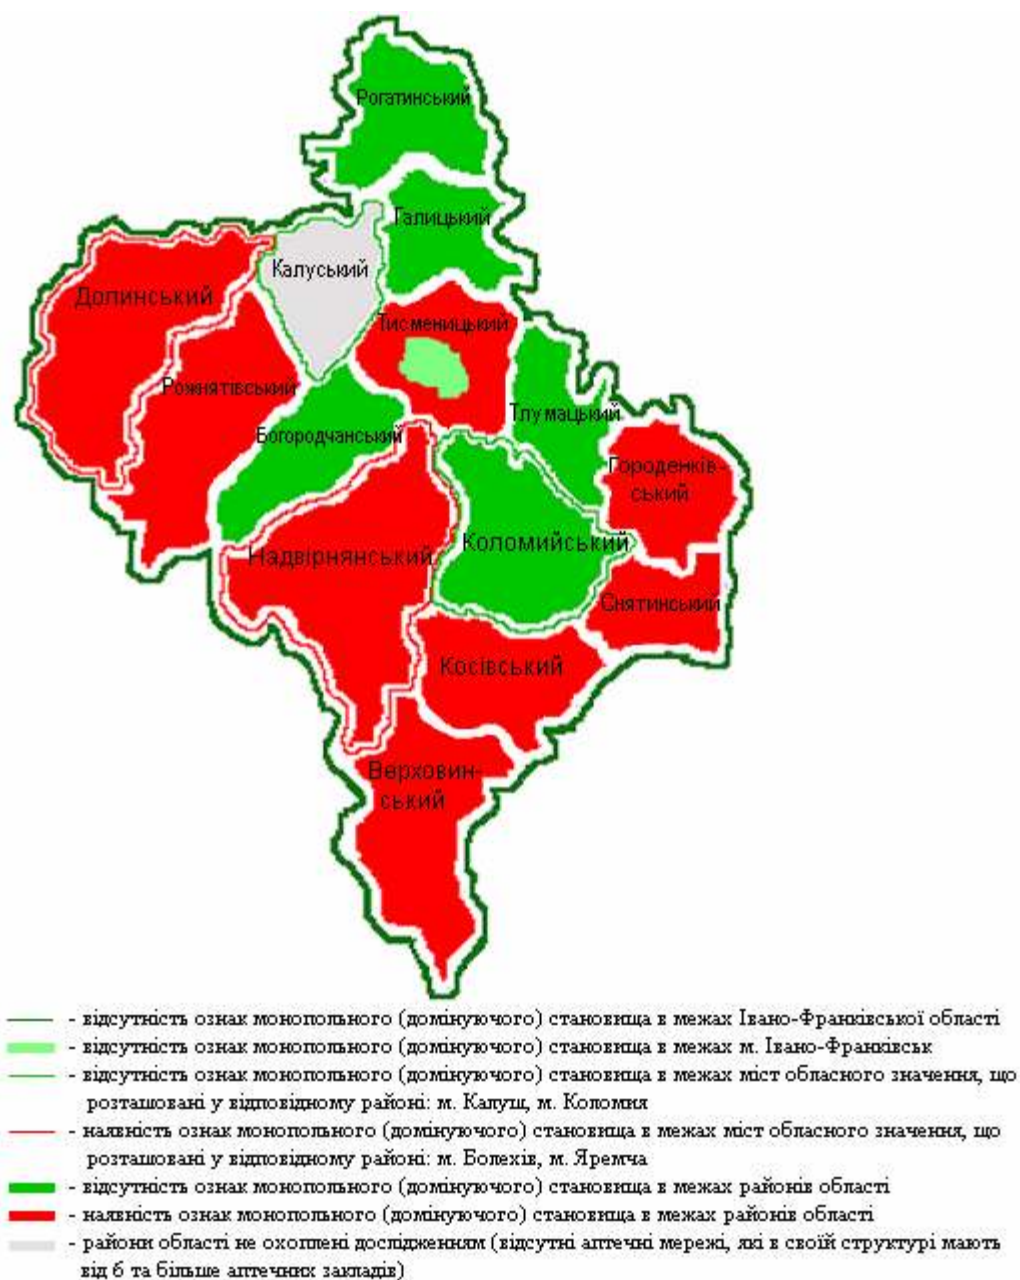 Рогатинський
Галицький
Калуський
Долинський
Тисменицький
Рожнятівський
Тлумацький
Богородчанський
Городенків-
ський
Коломийський
Надвірнянський
Снятинський
Косівський
Верховин-
ський
- відсутність ознак монопольного (домінуючого) становища в межах Івано-Франківської області
- відсутність ознак монопольного (домінуючого) становища в межах м. Івано-Франківськ
- відсутність ознак монопольного (домінуючого) становища в межах міст обласного значення, що
розташовані у відповідному районі: м. Калуш, м. Коломия
- наявність ознак монопольного (домінуючого) становища в межах міст обласного значення, що
розташовані у відповідному районі: м. Болехів, м. Яремча
- відсутність ознак монопольного (домінуючого) становища в межах районів області
- наявність ознак монопольного (домінуючого) становища в межах районів області
- райони області не охоплені дослідженням (відсутні аптечні мережі, які в своїй структурі мають
від 6 та більше аптечних закладів)